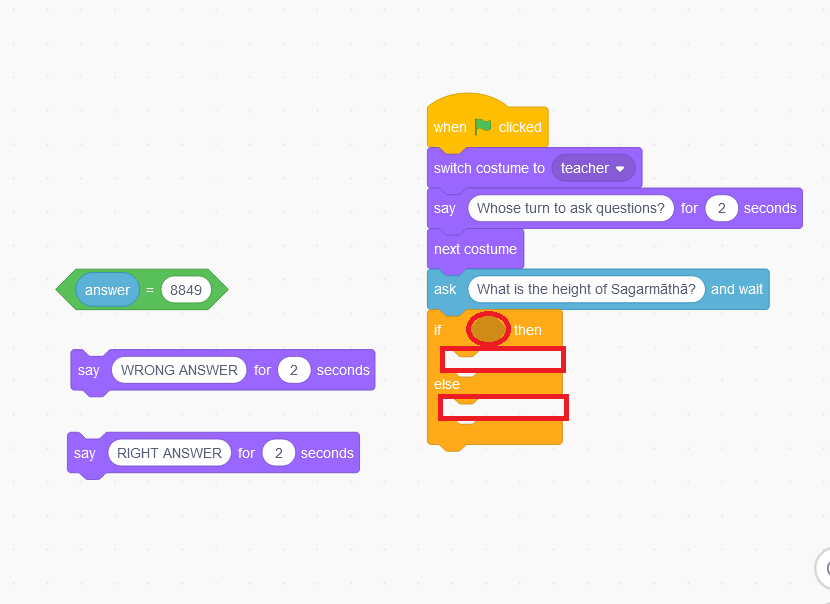 when clicked
switch costume to teacher
say Whose turn to ask questions? for 2 seconds
next costume
ask What is the height of Sagarmāthā? and wait
if then
else
answer = 8849
say WRONG ANSWER for 2 seconds
say RIGHT ANSWER for 2 seconds